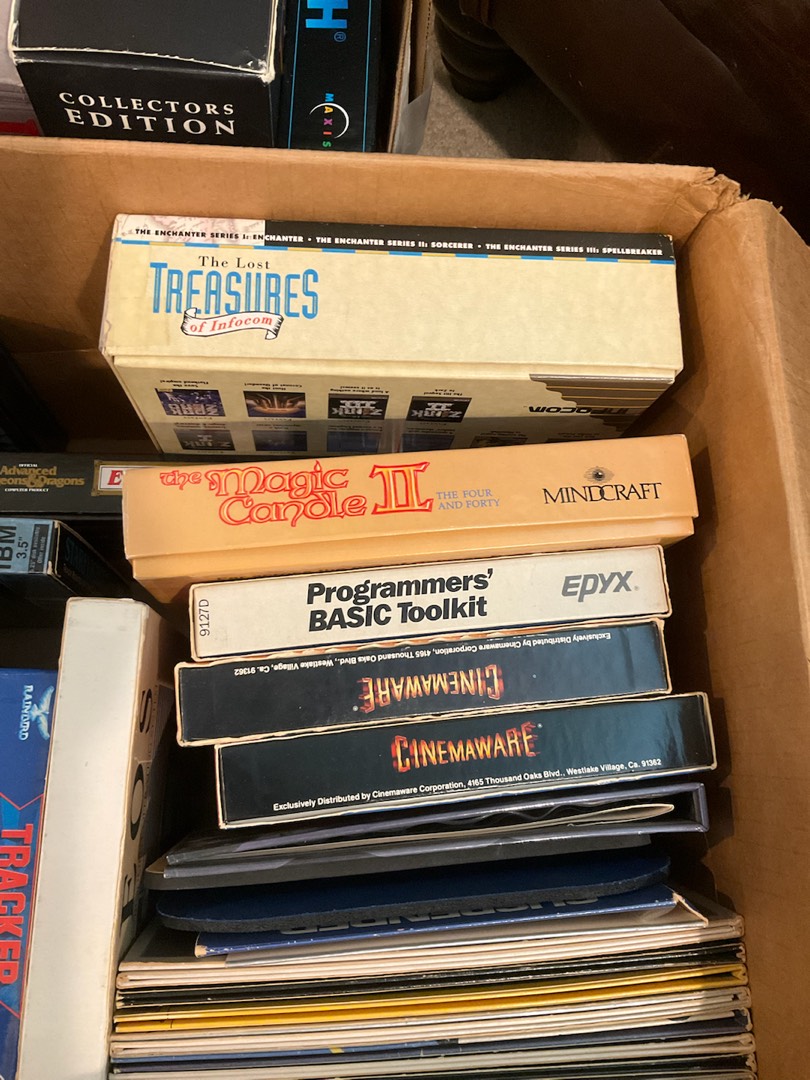 COLLECTORS
EDITION
H®
MAXIS
THE ENCHANTER SERIES I: ENCHANTER • THE ENCHANTER SERIES II: SORCERER • THE ENCHANTER SERIES III: SPELLBREAKER
The Lost
TREASURES
of Infocom
INFOCOM
OFFICIAL
Advanced
Dungeons & Dragons
COMPUTER PRODUCT
The Magic
Candle II
THE FOUR
AND FORTY
MINDCRAFT
IBM
3.5"
9127D
Programmers'
BASIC Toolkit
EPYX®
Exclusively Distributed by Cinemaware Corporation, 4165 Thousand Oaks Blvd., Westlake Village, Ca. 91362
CINEMAWARE®
CINEMAWARE®
Exclusively Distributed by Cinemaware Corporation, 4165 Thousand Oaks Blvd., Westlake Village, Ca. 91362
RAINBIRD
TRACKER
SUSPENDED